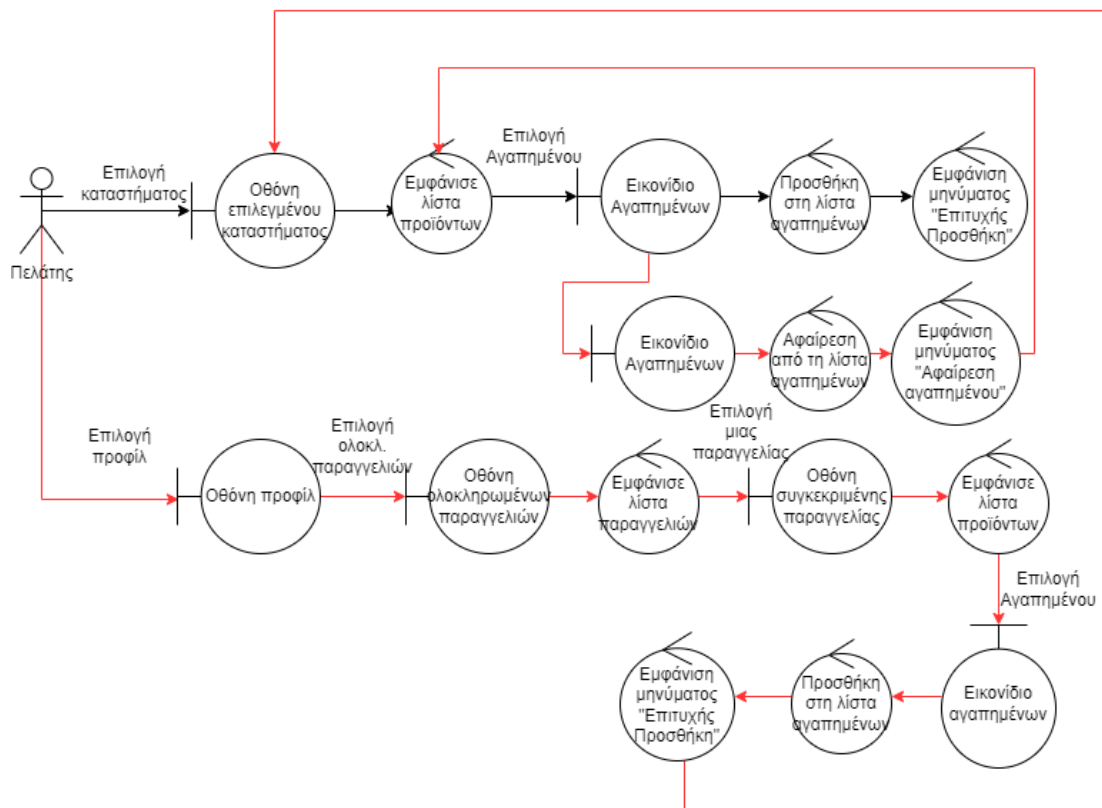 Επιλογή
καταστήματος
Πελάτης
Οθόνη
επιλεγμένου
καταστήματος
Εμφάνισε
λίστα
προϊόντων
Επιλογή
Αγαπημένου
Εικονίδιο
Αγαπημένων
Προσθήκη
στη λίστα
αγαπημένων
Εμφάνιση
μηνύματος
"Επιτυχής
Προσθήκη"
Εικονίδιο
Αγαπημένων
Αφαίρεση
από τη λίστα
αγαπημένων
Εμφάνιση
μηνύματος
"Αφαίρεση
αγαπημένου"
Επιλογή
προφίλ
Οθόνη προφίλ
Επιλογή
ολοκλ.
παραγγελιών
Οθόνη
ολοκληρωμένων
παραγγελιών
Εμφάνισε
λίστα
παραγγελιών
Επιλογή
μιας
παραγγελίας
Οθόνη
συγκεκριμένης
παραγγελίας
Εμφάνισε
λίστα
προϊόντων
Επιλογή
Αγαπημένου
Εικονίδιο
αγαπημένων
Προσθήκη
στη λίστα
αγαπημένων
Εμφάνιση
μηνύματος
"Επιτυχής
Προσθήκη"